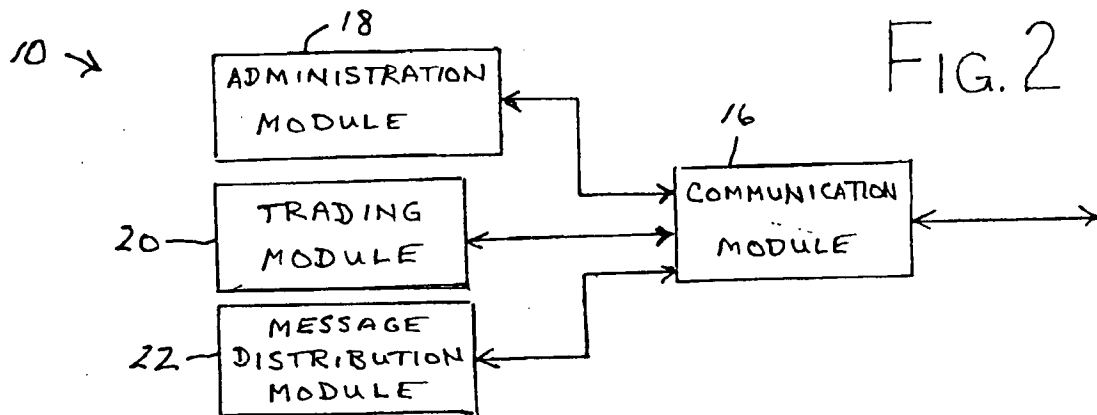 10
18
FIG. 2
ADMINISTRATION
MODULE
16
COMMUNICATION
MODULE
20
TRADING
MODULE
22
MESSAGE
DISTRIBUTION
MODULE